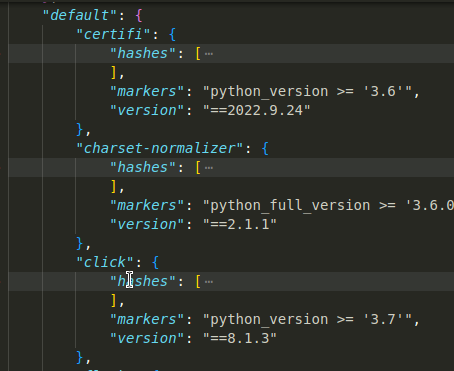 "default": {
"certifi": {
"hashes": [ ⋯
],
"markers": "python_version >= '3.6'",
"version": "==2022.9.24"
},
"charset-normalizer": {
"hashes": [ ⋯
],
"markers": "python_full_version >= '3.6.0
"version": "==2.1.1"
},
"click": {
"hashes": [ ⋯
],
"markers": "python_version >= '3.7'",
"version": "==8.1.3"
},